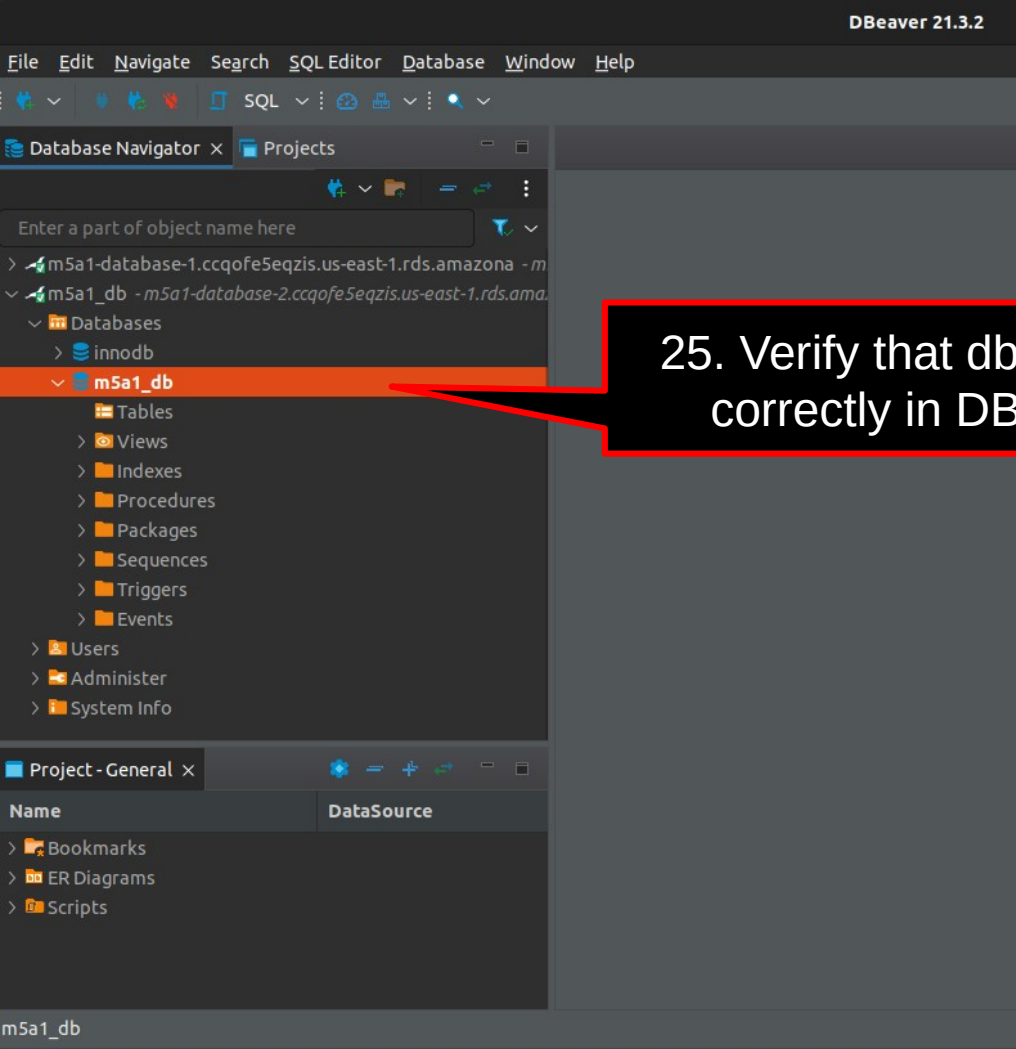 DBeaver 21.3.2
File Edit Navigate Search SQL Editor Database Window Help
SQL
Database Navigator Projects
Enter a part of object name here
m5a1-database-1.ccqofe5eqzis.us-east-1.rds.amazona - m
m5a1_db - m5a1-database-2.ccqofe5eqzis.us-east-1.rds.ama
Databases
innodb
m5a1_db
Tables
Views
Indexes
Procedures
Packages
Sequences
Triggers
Events
Users
Administer
System Info
25. Verify that db
correctly in DB
Project - General
Name DataSource
Bookmarks
ER Diagrams
Scripts
m5a1_db